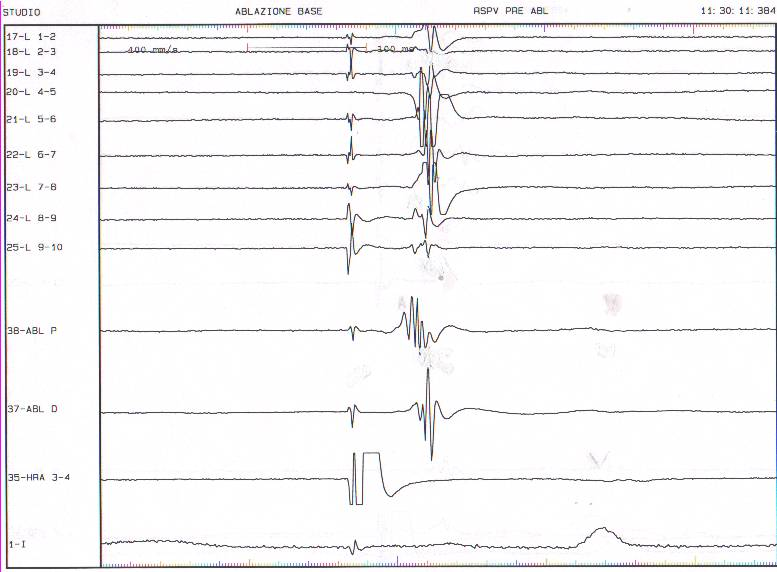 STUDIO ABLAZIONE BASE RSPV PRE ABL 11:30:11:384
17-L 1-2
18-L 2-3 400 mm/s 100 ms
19-L 3-4
20-L 4-5
21-L 5-6
22-L 6-7
23-L 7-8
24-L 8-9
25-L 9-10
A
38-ABL P
37-ABL D
V
35-HRA 3-4
1-I